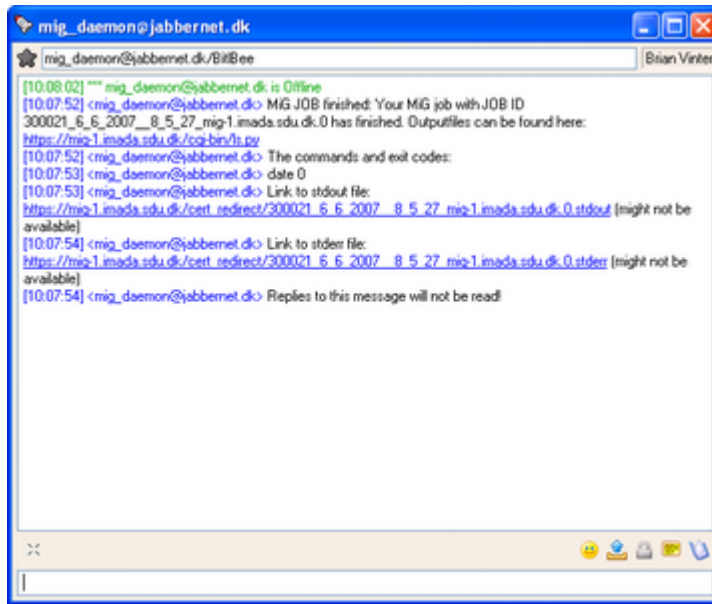 mig_daemon@jabbernet.dk
mig_daemon@jabbernet.dk/BitlBee
Brian Vinter
[10:08:02] *** mig_daemon@jabbernet.dk is Offline
[10:07:52] <mig_daemon@jabbernet.dk> MiG JOB finished: Your MiG job with JOB ID
300021_6_6_2007__8_5_27_mig-1.imada.sdu.dk.0 has finished. Outputfiles can be found here:
https://mig-1.imada.sdu.dk/cgi-bin/ls.py
[10:07:52] <mig_daemon@jabbernet.dk> The commands and exit codes:
[10:07:53] <mig_daemon@jabbernet.dk> date 0
[10:07:53] <mig_daemon@jabbernet.dk> Link to stdout file:
https://mig-1.imada.sdu.dk/cert_redirect/300021_6_6_2007__8_5_27_mig-1.imada.sdu.dk.0.stdout (might not be
available)
[10:07:54] <mig_daemon@jabbernet.dk> Link to stderr file:
https://mig-1.imada.sdu.dk/cert_redirect/300021_6_6_2007__8_5_27_mig-1.imada.sdu.dk.0.stderr (might not be
available)
[10:07:54] <mig_daemon@jabbernet.dk> Replies to this message will not be read!